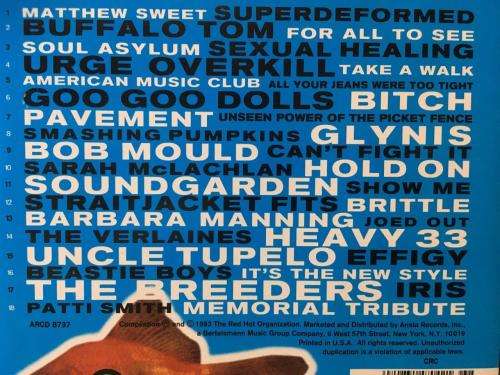 1 MATTHEW SWEET SUPERDEFORMED
2 BUFFALO TOM FOR ALL TO SEE
3 SOUL ASYLUM SEXUAL HEALING
4 URGE OVERKILL TAKE A WALK
5 AMERICAN MUSIC CLUB ALL YOUR JEANS WERE TOO TIGHT
6 GOO GOO DOLLS BITCH
7 PAVEMENT UNSEEN POWER OF THE PICKET FENCE
8 SMASHING PUMPKINS GLYNIS
9 BOB MOULD CAN'T FIGHT IT
10 SARAH McLACHLAN HOLD ON
11 SOUNDGARDEN SHOW ME
12 STRAITJACKET FITS BRITTLE
13 BARBARA MANNING JOED OUT
14 THE VERLAINES HEAVY 33
15 UNCLE TUPELO EFFIGY
16 BEASTIE BOYS IT'S THE NEW STYLE
17 THE BREEDERS IRIS
18 PATTI SMITH MEMORIAL TRIBUTE
ARCD 8737 Compilation Ⓟ and © 1993 The Red Hot Organization. Marketed and Distributed by Arista Records, Inc.,
a Bertelsmann Music Group Company, 6 West 57th Street, New York, N.Y. 10019
Printed in U.S.A. All rights reserved. Unauthorized
duplication is a violation of applicable laws.
CRC